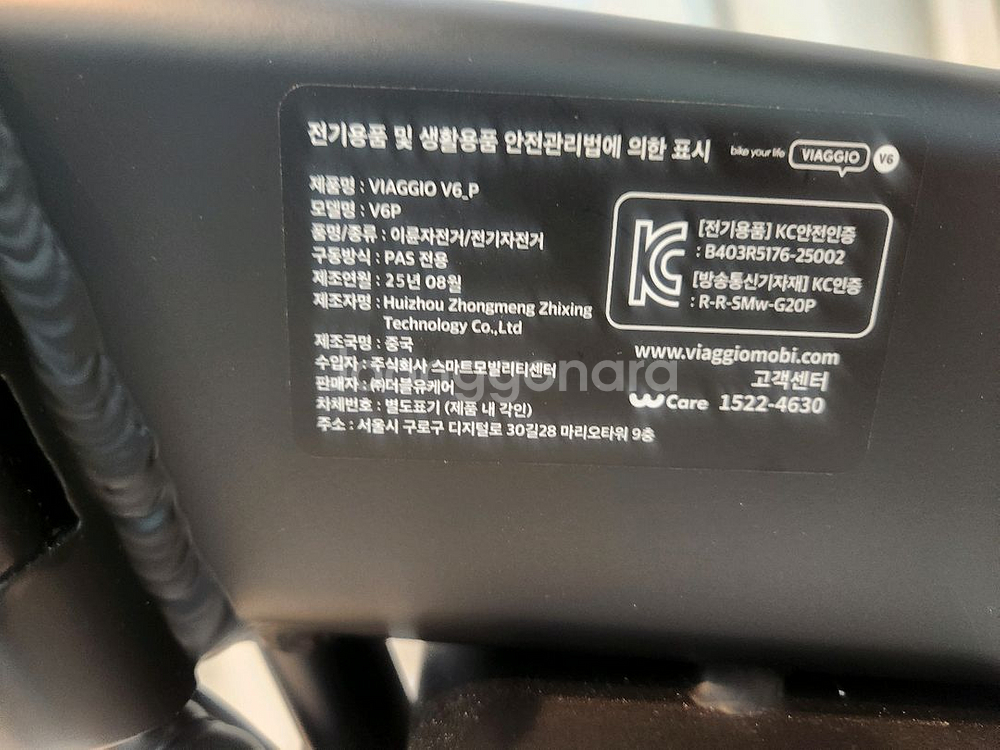 전기용품 및 생활용품 안전관리법에 의한 표시
bike your life VIAGGIO V6
제품명 : VIAGGIO V6_P
모델명 : V6P
품명/종류 : 이륜자전거/전기자전거
구동방식 : PAS 전용
제조연월 : 25년 08월
제조자명 : Huizhou Zhongmeng Zhixing
Technology Co.,Ltd
제조국명 : 중국
수입자 : 주식회사 스마트모빌리티센터
판매자 : ㈜더블유케어
차체번호 : 별도표기 (제품 내 각인)
주소 : 서울시 구로구 디지털로 30길28 마리오타워 9층
KC
[전기용품] KC안전인증
: B403R5176-25002
[방송통신기자재] KC인증
: R-R-SMw-G20P
www.viaggiomobi.com
고객센터
W Care 1522-4630
ggonara